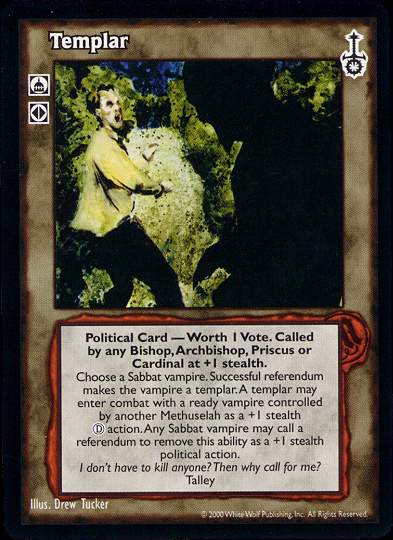 Templar
Political Card — Worth 1 Vote. Called
by any Bishop, Archbishop, Priscus or
Cardinal at +1 stealth.
Choose a Sabbat vampire. Successful referendum
makes the vampire a templar. A templar may
enter combat with a ready vampire controlled
by another Methuselah as a +1 stealth
Ⓓ action. Any Sabbat vampire may call a
referendum to remove this ability as a +1 stealth
political action.
I don't have to kill anyone? Then why call for me?
Talley
Illus. Drew Tucker
© 2000 White Wolf Publishing, Inc. All Rights Reserved.